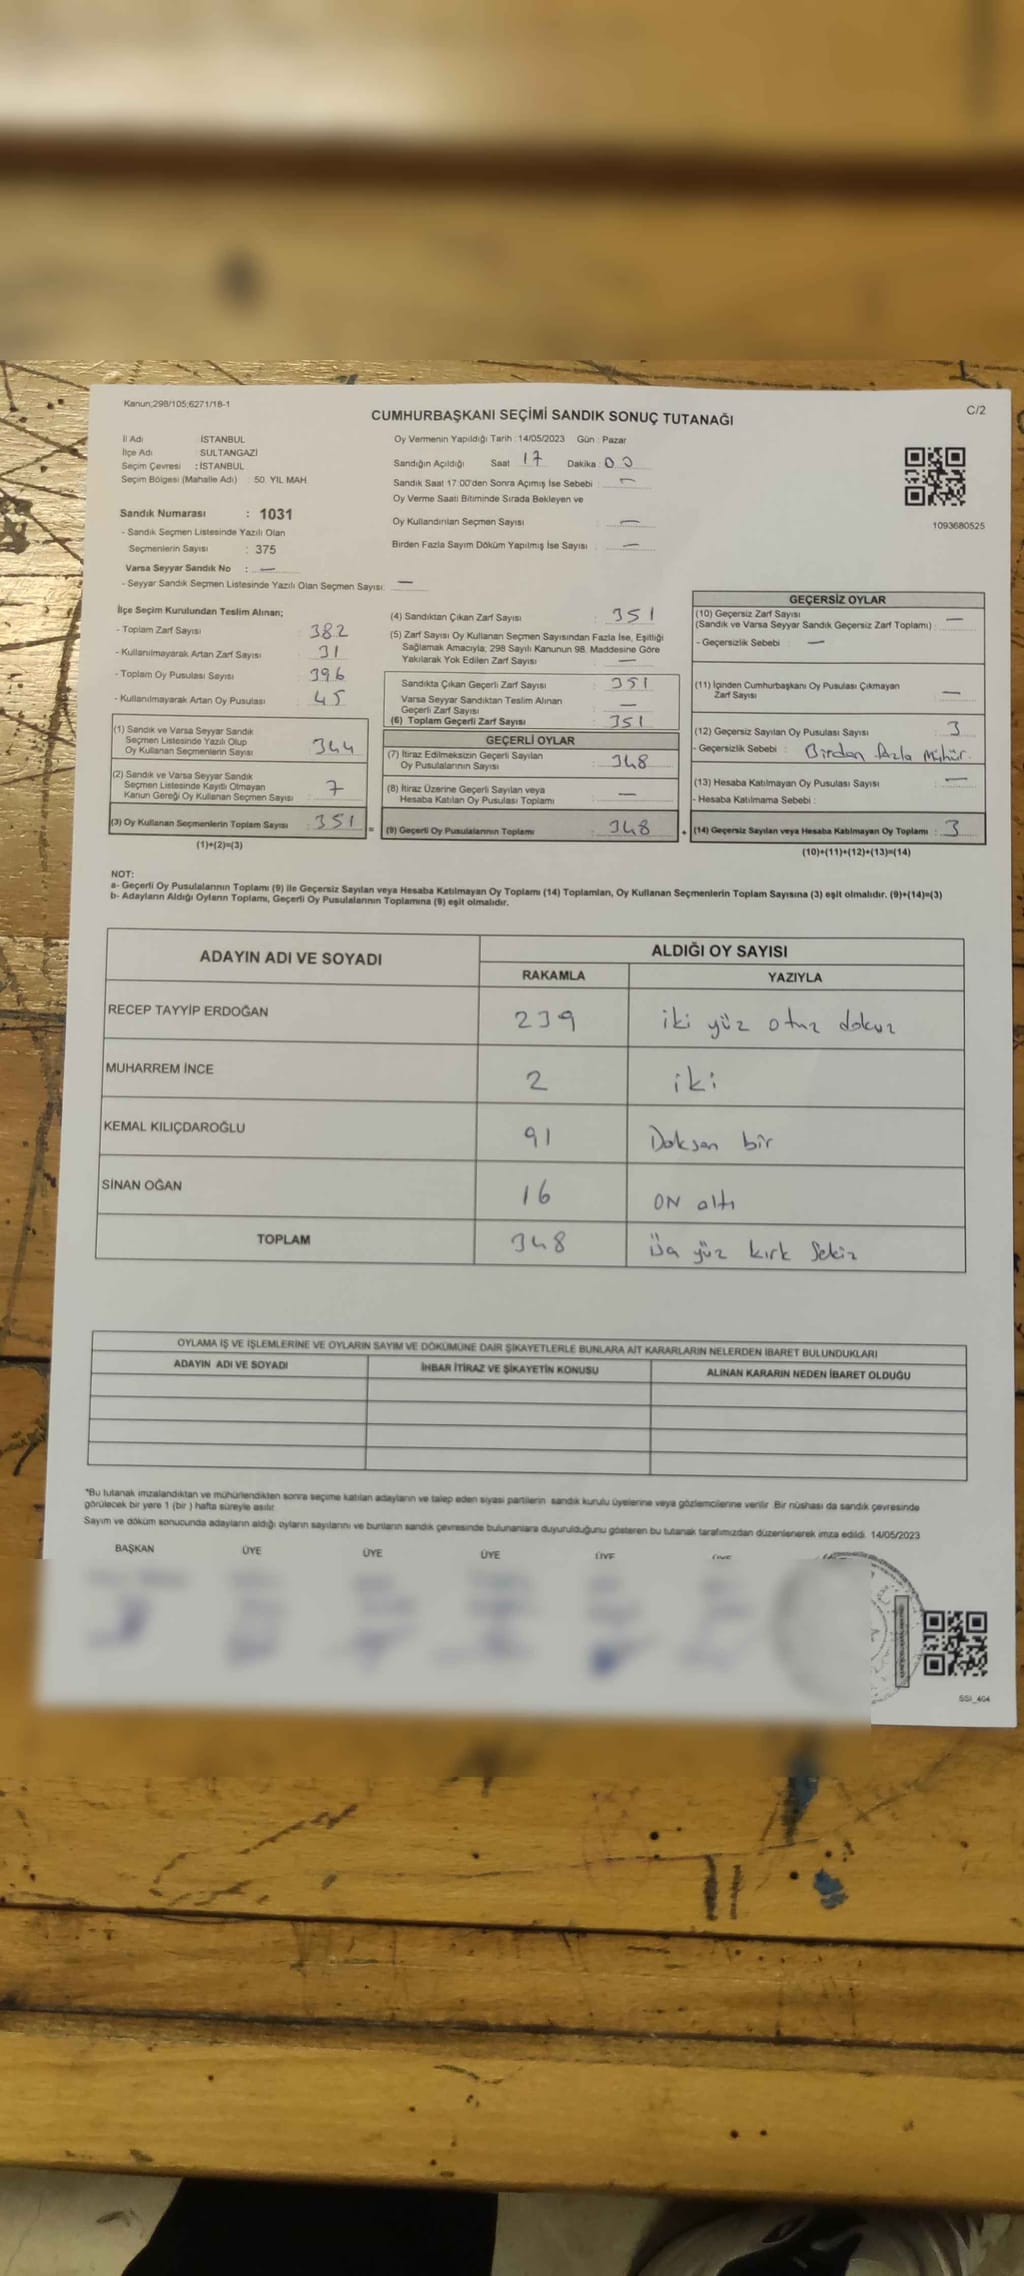 Kanun;298/105;6271/18-1
C/2
CUMHURBAŞKANI SEÇİMİ SANDIK SONUÇ TUTANAĞI
İl Adı : İSTANBUL
İlçe Adı : SULTANGAZİ
Seçim Çevresi : İSTANBUL
Seçim Bölgesi (Mahalle Adı) : 50. YIL MAH
Sandık Numarası : 1031
- Sandık Seçmen Listesinde Yazılı Olan
Seçmenlerin Sayısı : 375
Varsa Seyyar Sandık No : —
- Seyyar Sandık Seçmen Listesinde Yazılı Olan Seçmen Sayısı: —
Oy Vermenin Yapıldığı Tarih : 14/05/2023 Gün : Pazar
Sandığın Açıldığı Saat 17 Dakika : 00
Sandık Saat 17:00'den Sonra Açımış İse Sebebi : —
Oy Verme Saati Bitiminde Sırada Bekleyen ve
Oy Kullandırılan Seçmen Sayısı : —
Birden Fazla Sayım Döküm Yapılmış İse Sayısı : —
1093680525
İlçe Seçim Kurulundan Teslim Alınan;
- Toplam Zarf Sayısı : 382
- Kullanılmayarak Artan Zarf Sayısı : 31
- Toplam Oy Pusulası Sayısı : 396
- Kullanılmayarak Artan Oy Pusulası : 45
(1) Sandık ve Varsa Seyyar Sandık
Seçmen Listesinde Yazılı Olup
Oy Kullanan Seçmenlerin Sayısı : 344
(2) Sandık ve Varsa Seyyar Sandık
Seçmen Listesinde Kayıtlı Olmayan
Kanun Gereği Oy Kullanan Seçmen Sayısı : 7
(3) Oy Kullanan Seçmenlerin Toplam Sayısı : 351 =
(1)+(2)=(3)
(4) Sandıktan Çıkan Zarf Sayısı : 351
(5) Zarf Sayısı Oy Kullanan Seçmen Sayısından Fazla İse, Eşitliği
Sağlamak Amacıyla; 298 Sayılı Kanunun 98. Maddesine Göre
Yakılarak Yok Edilen Zarf Sayısı : —
Sandıkta Çıkan Geçerli Zarf Sayısı : 351
Varsa Seyyar Sandıktan Teslim Alınan
Geçerli Zarf Sayısı : —
(6) Toplam Geçerli Zarf Sayısı : 351
GEÇERLİ OYLAR
(7) İtiraz Edilmeksizin Geçerli Sayılan
Oy Pusulalarının Sayısı : 348
(8) İtiraz Üzerine Geçerli Sayılan veya
Hesaba Katılan Oy Pusulası Toplamı : —
(9) Geçerli Oy Pusulalarının Toplamı : 348 +
GEÇERSİZ OYLAR
(10) Geçersiz Zarf Sayısı
(Sandık ve Varsa Seyyar Sandık Geçersiz Zarf Toplamı) : —
- Geçersizlik Sebebi : —
(11) İçinden Cumhurbaşkanı Oy Pusulası Çıkmayan
Zarf Sayısı : —
(12) Geçersiz Sayılan Oy Pusulası Sayısı : 3
- Geçersizlik Sebebi : Birden fazla mühür.
(13) Hesaba Katılmayan Oy Pusulası Sayısı : —
- Hesaba Katılmama Sebebi :
(14) Geçersiz Sayılan veya Hesaba Katılmayan Oy Toplamı : 3
(10)+(11)+(12)+(13)=(14)
NOT:
a- Geçerli Oy Pusulalarının Toplamı (9) ile Geçersiz Sayılan veya Hesaba Katılmayan Oy Toplamı (14) Toplamları, Oy Kullanan Seçmenlerin Toplam Sayısına (3) eşit olmalıdır. (9)+(14)=(3)
b- Adayların Aldığı Oyların Toplamı, Geçerli Oy Pusulalarının Toplamına (9) eşit olmalıdır.
ADAYIN ADI VE SOYADI
ALDIĞI OY SAYISI
RAKAMLA YAZIYLA
RECEP TAYYİP ERDOĞAN 239 iki yüz otuz dokuz
MUHARREM İNCE 2 iki
KEMAL KILIÇDAROĞLU 91 Doksan bir
SİNAN OĞAN 16 ON altı
TOPLAM 348 Üç yüz kırk sekiz
OYLAMA İŞ VE İŞLEMLERİNE VE OYLARIN SAYIM VE DÖKÜMÜNE DAİR ŞİKAYETLERLE BUNLARA AİT KARARLARIN NELERDEN İBARET BULUNDUKLARI
ADAYIN ADI VE SOYADI İHBAR İTİRAZ VE ŞİKAYETİN KONUSU ALINAN KARARIN NEDEN İBARET OLDUĞU
*Bu tutanak imzalandıktan ve mühürlendikten sonra seçime katılan adayların ve talep eden siyasi partilerin sandık kurulu üyelerine veya gözlemcilerine verilir. Bir nüshası da sandık çevresinde
görülecek bir yere 1 (bir ) hafta süreyle asılır.
Sayım ve döküm sonucunda adayların aldığı oyların sayılarını ve bunların sandık çevresinde bulunanlara duyurulduğunu gösteren bu tutanak tarafımızdan düzenlenerek imza edildi. 14/05/2023
BAŞKAN ÜYE ÜYE ÜYE ÜYE ÜYE
SSI_404